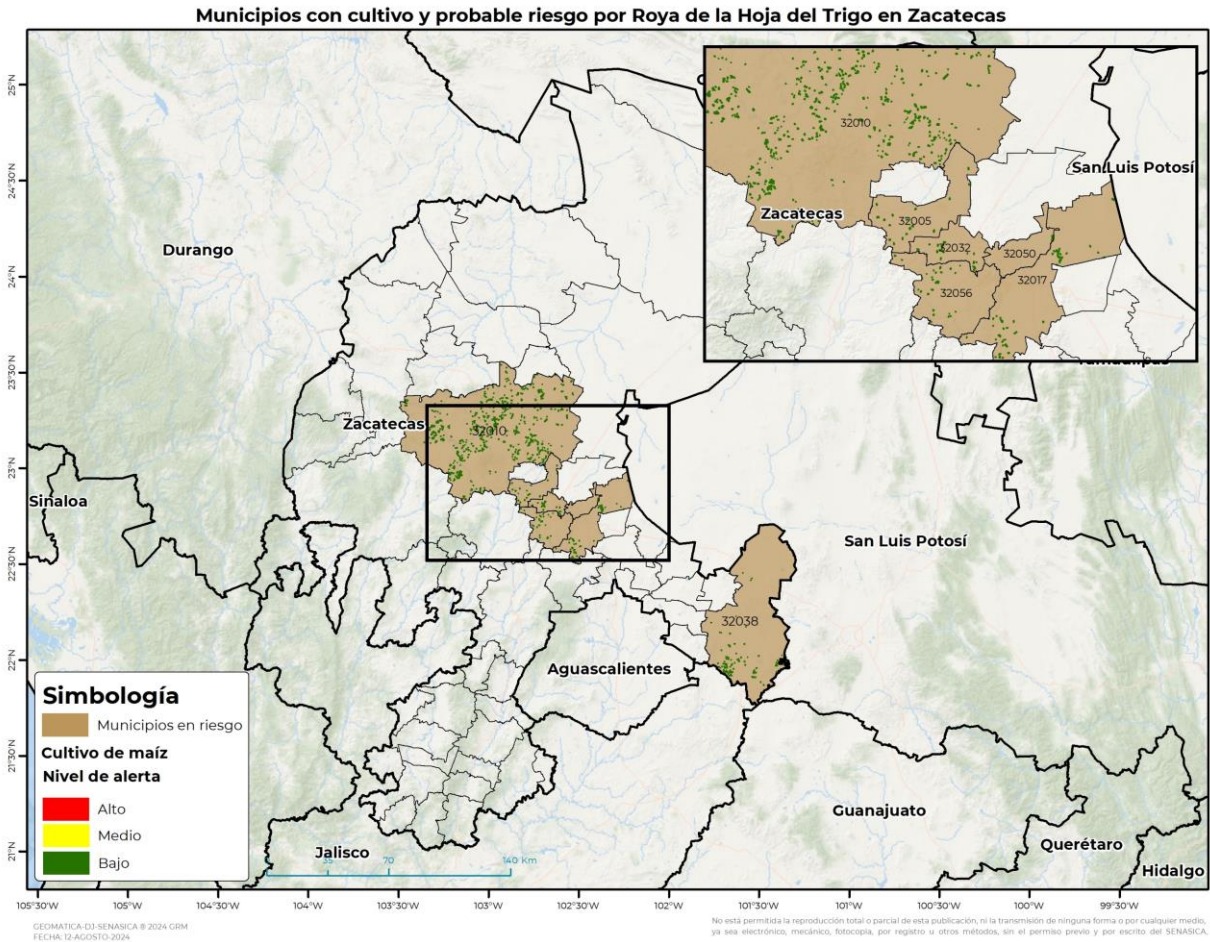 Municipios con cultivo y probable riesgo por Roya de la Hoja del Trigo en Zacatecas
25°N
24°30'N
24°N
23°30'N
23°N
22°30'N
22°N
21°30'N
21°N
32010
San Luis Potosí
Zacatecas
32005
32032
32050
32017
32056
Durango
Zacatecas
32010
Sinaloa
San Luis Potosí
32038
Aguascalientes
Guanajuato
Querétaro
Hidalgo
Jalisco
35
70
140 Km
Simbología
Municipios en riesgo
Cultivo de maíz
Nivel de alerta
Alto
Medio
Bajo
105°30'W
105°W
104°30'W
104°W
103°30'W
103°W
102°30'W
102°W
101°30'W
101°W
100°30'W
100°W
99°30'W
GEOMATICA-DJ-SENASICA ® 2024 GRM
FECHA: 12-AGOSTO-2024
No está permitida la reproducción total o parcial de esta publicación, ni la transmisión de ninguna forma o por cualquier medio,
ya sea electrónico, mecánico, fotocopia, por registro u otros métodos, sin el permiso previo y por escrito del SENASICA.